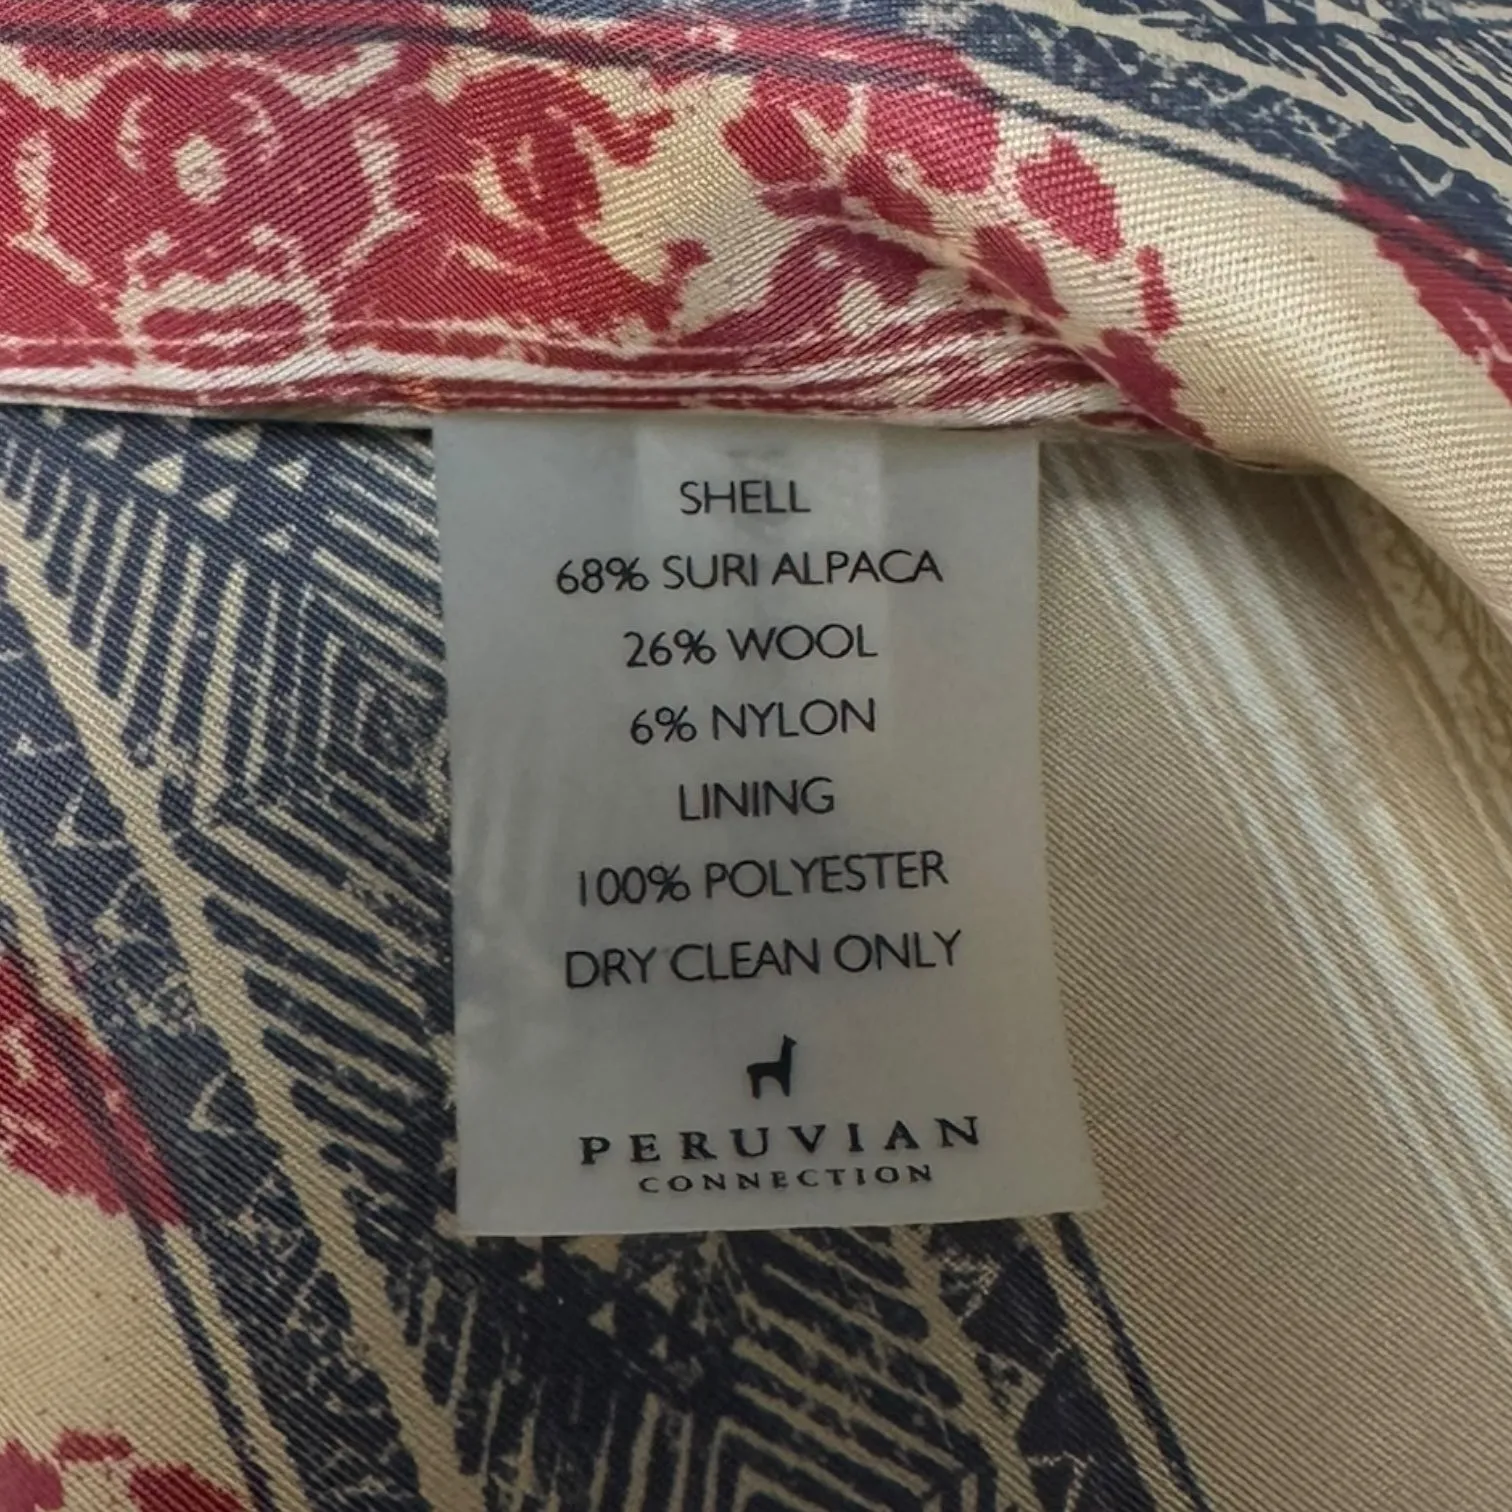 SHELL
68% SURI ALPACA
26% WOOL
6% NYLON
LINING
100% POLYESTER
DRY CLEAN ONLY
PERUVIAN
CONNECTION